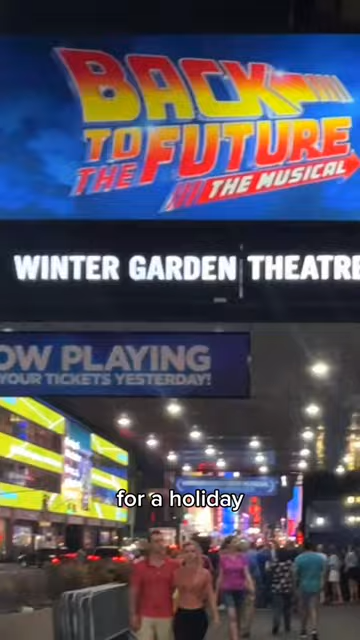 BACK
TO THE FUTURE
THE MUSICAL
WINTER GARDEN THEATRE
OW PLAYING
YOUR TICKETS YESTERDAY!
for a holiday